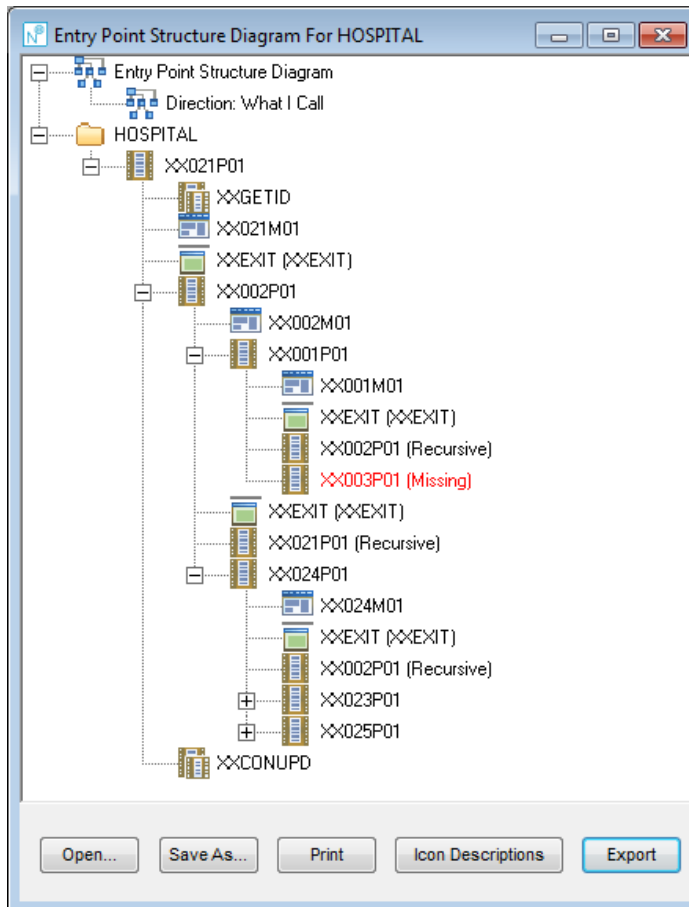 N Entry Point Structure Diagram For HOSPITAL
Entry Point Structure Diagram
Direction: What I Call
HOSPITAL
XX021P01
XXGETID
XX021M01
XXEXIT (XXEXIT)
XX002P01
XX002M01
XX001P01
XX001M01
XXEXIT (XXEXIT)
XX002P01 (Recursive)
XX003P01 (Missing)
XXEXIT (XXEXIT)
XX021P01 (Recursive)
XX024P01
XX024M01
XXEXIT (XXEXIT)
XX002P01 (Recursive)
XX023P01
XX025P01
XXCONUPD
Open... Save As... Print Icon Descriptions Export